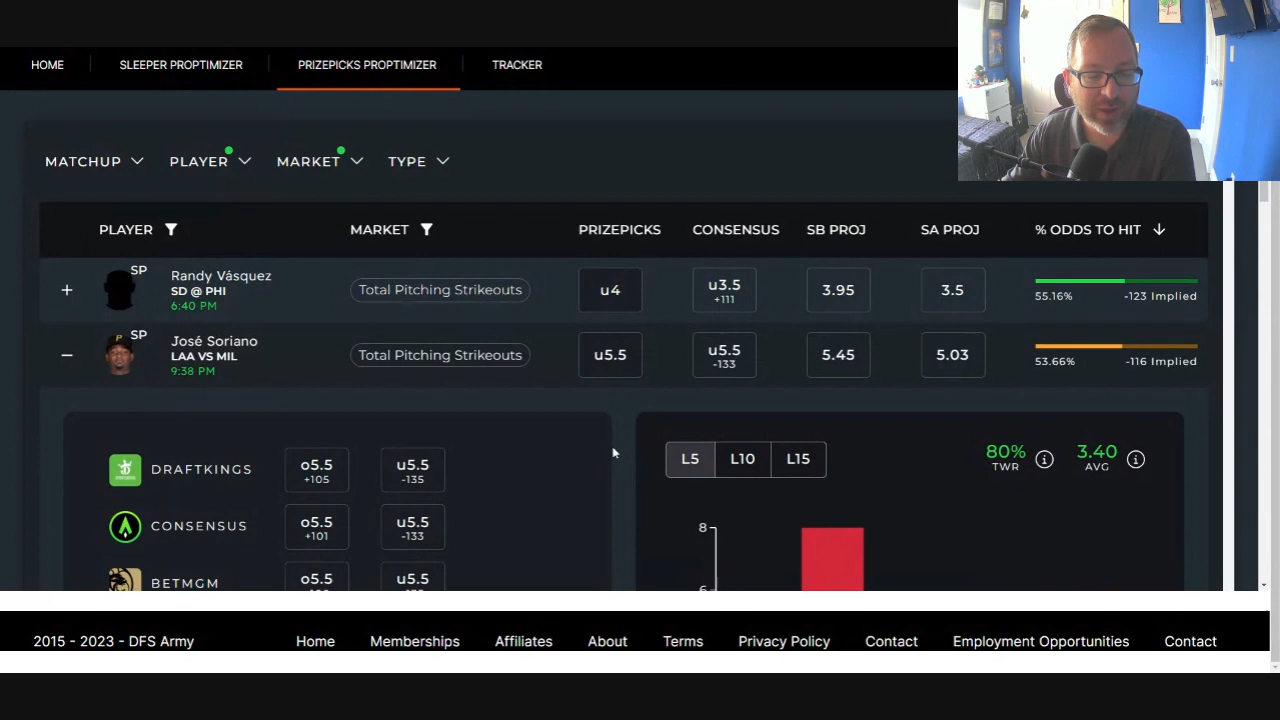 HOME SLEEPER PROPTIMIZER PRIZEPICKS PROPTIMIZER TRACKER
MATCHUP PLAYER MARKET TYPE
PLAYER MARKET PRIZEPICKS CONSENSUS SB PROJ SA PROJ % ODDS TO HIT
SP
Randy Vásquez
SD @ PHI
6:40 PM
Total Pitching Strikeouts
u4
u3.5
+111
3.95
3.5
55.16% -123 Implied
SP
José Soriano
LAA VS MIL
9:38 PM
Total Pitching Strikeouts
u5.5
u5.5
-133
5.45
5.03
53.66% -116 Implied
DRAFTKINGS
o5.5
+105
u5.5
-135
CONSENSUS
o5.5
+101
u5.5
-133
BETMGM
o5.5
u5.5
L5 L10 L15
80%
TWR
3.40
AVG
8
6
2015 - 2023 - DFS Army Home Memberships Affiliates About Terms Privacy Policy Contact Employment Opportunities Contact